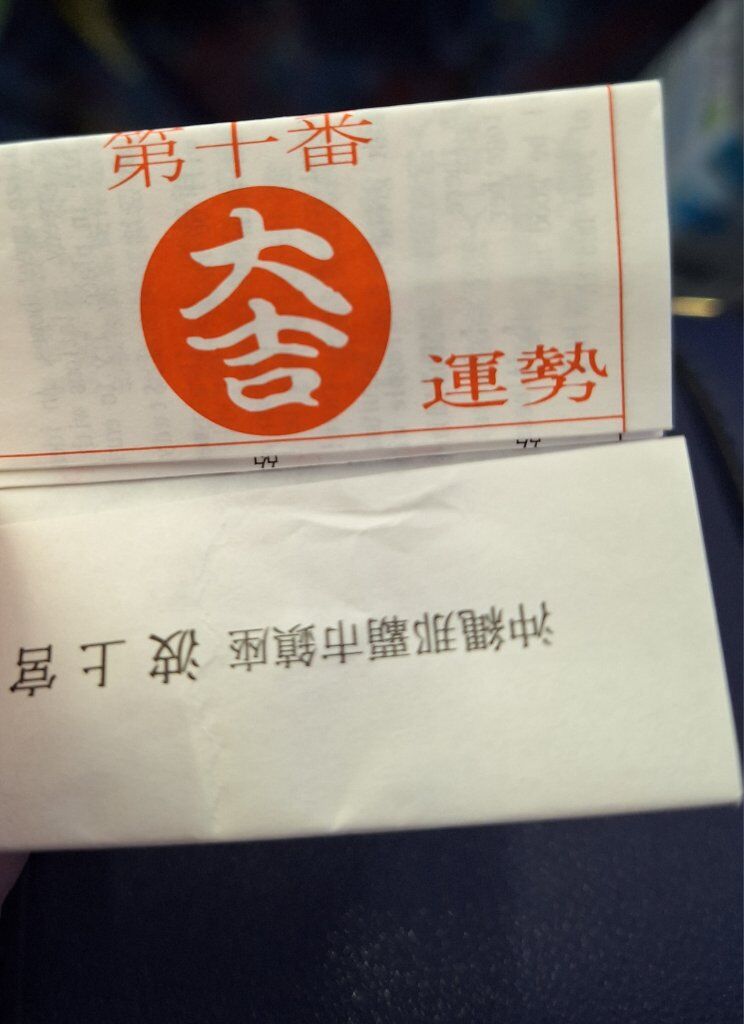 第十番
大吉
運勢
沖縄那覇市鎮座 波上宮